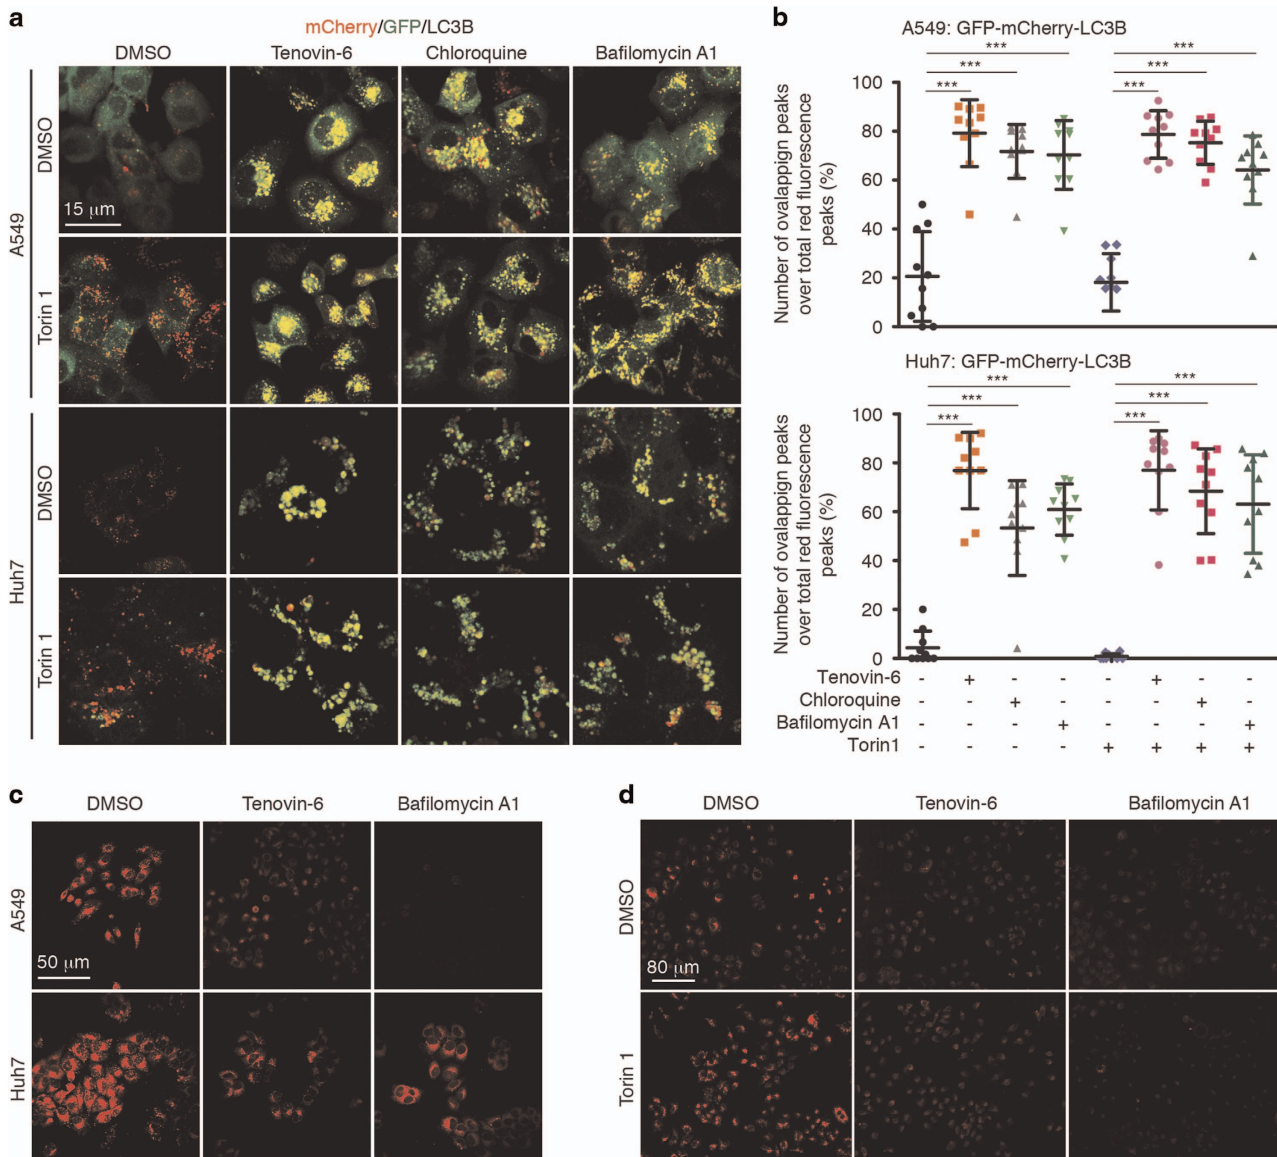 a
mCherry/GFP/LC3B
DMSO Tenovin-6 Chloroquine Bafilomycin A1
A549
DMSO
15 μm
Torin 1
Huh7
DMSO
Torin 1
b
A549: GFP-mCherry-LC3B
Number of ovalappign peaks
over total red fluorescence
peaks (%)
*** *** *** *** *** ***
100
80
60
40
20
0
Huh7: GFP-mCherry-LC3B
Number of ovalappign peaks
over total red fluorescence
peaks (%)
*** *** *** *** *** ***
100
80
60
40
20
0
Tenovin-6 - + - - - + - -
Chloroquine - - + - - - + -
Bafilomycin A1 - - - + - - - +
Torin1 - - - - + + + +
c
DMSO Tenovin-6 Bafilomycin A1
A549
50 μm
Huh7
d
DMSO Tenovin-6 Bafilomycin A1
DMSO
80 μm
Torin 1